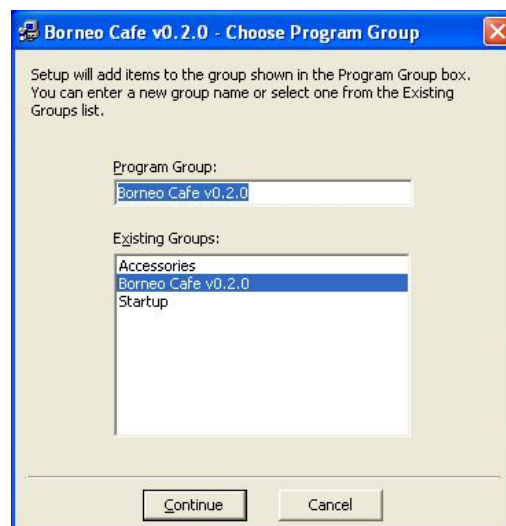 Borneo Cafe v0.2.0 - Choose Program Group
Setup will add items to the group shown in the Program Group box.
You can enter a new group name or select one from the Existing
Groups list.
Program Group:
Borneo Cafe v0.2.0
Existing Groups:
Accessories
Borneo Cafe v0.2.0
Startup
Continue
Cancel